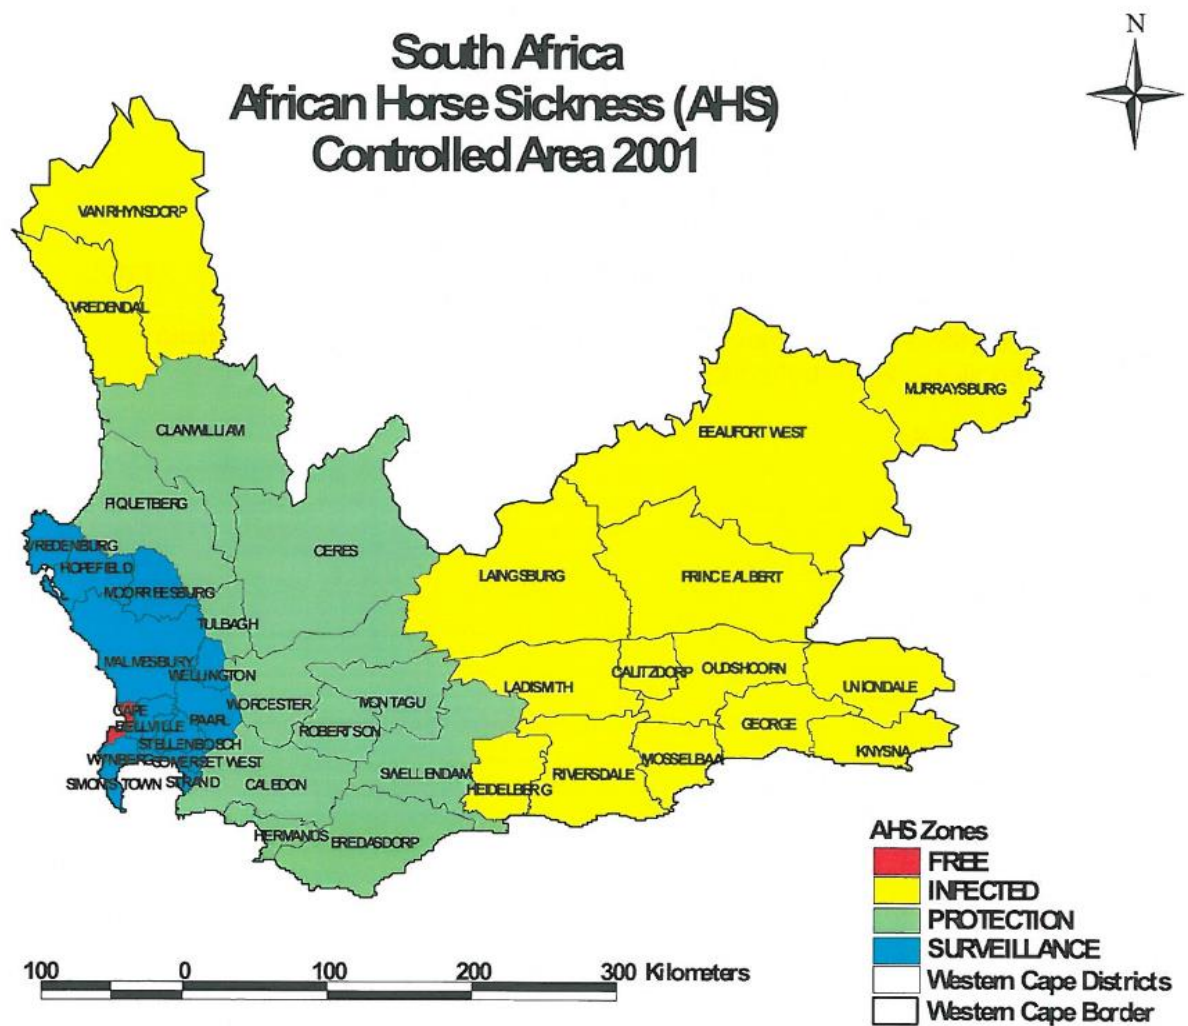 N
South Africa
African Horse Sickness (AHS)
Controlled Area 2001
VAN RHYNSDORP
VREDENDAL
MURRAYSBURG
CLANWILLIAM
BEAUFORT WEST
PIQUETBERG
VREDENBURG
CERES
HOPEFIELD
LAINGSBURG
PRINCE ALBERT
MOORREESBURG
TULBAGH
MALMESBURY
WELLINGTON
CALITZDORP
OUDSHOORN
LADISMITH
UNIONDALE
WORCESTER
MONTAGU
CAPE
BELLVILLE
PAARL
GEORGE
ROBERTSON
STELLENBOSCH
KNYSNA
WYNBERG
SOMERSET WEST
MOSSELBAAI
SWELLENDAM
RIVERSDALE
SIMON'S TOWN
STRAND
CALEDON
HEIDELBERG
HERMANUS
BREDASDORP
AHS Zones
FREE
INFECTED
PROTECTION
SURVEILLANCE
Western Cape Districts
Western Cape Border
100 0 100 200 300 Kilometers